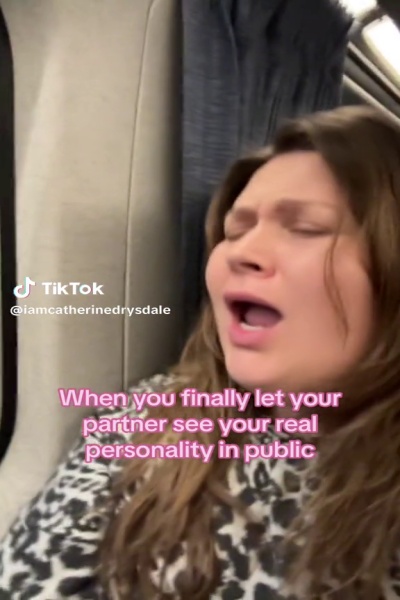 TikTok
@iamcatherinedrysdale
When you finally let your
partner see your real
personality in public